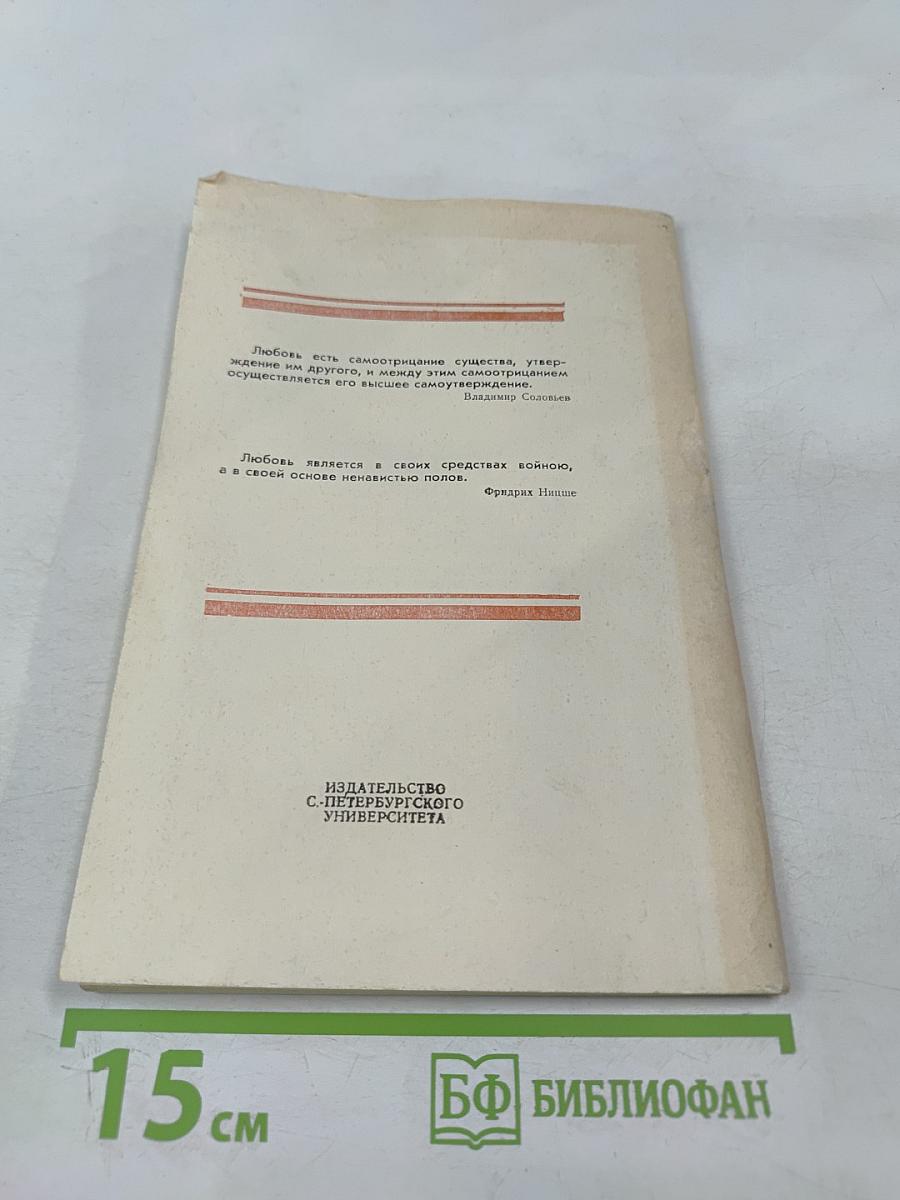 Любовь есть самоотрицание существа, утвер-
ждение им другого, и между этим самоотрицанием
осуществляется его высшее самоутверждение.
Владимир Соловьев
Любовь является в своих средствах войною,
а в своей основе ненавистью полов.
Фридрих Ницше
ИЗДАТЕЛЬСТВО
С.-ПЕТЕРБУРГСКОГО
УНИВЕРСИТЕТА
15 см
БФ БИБЛИОФАН